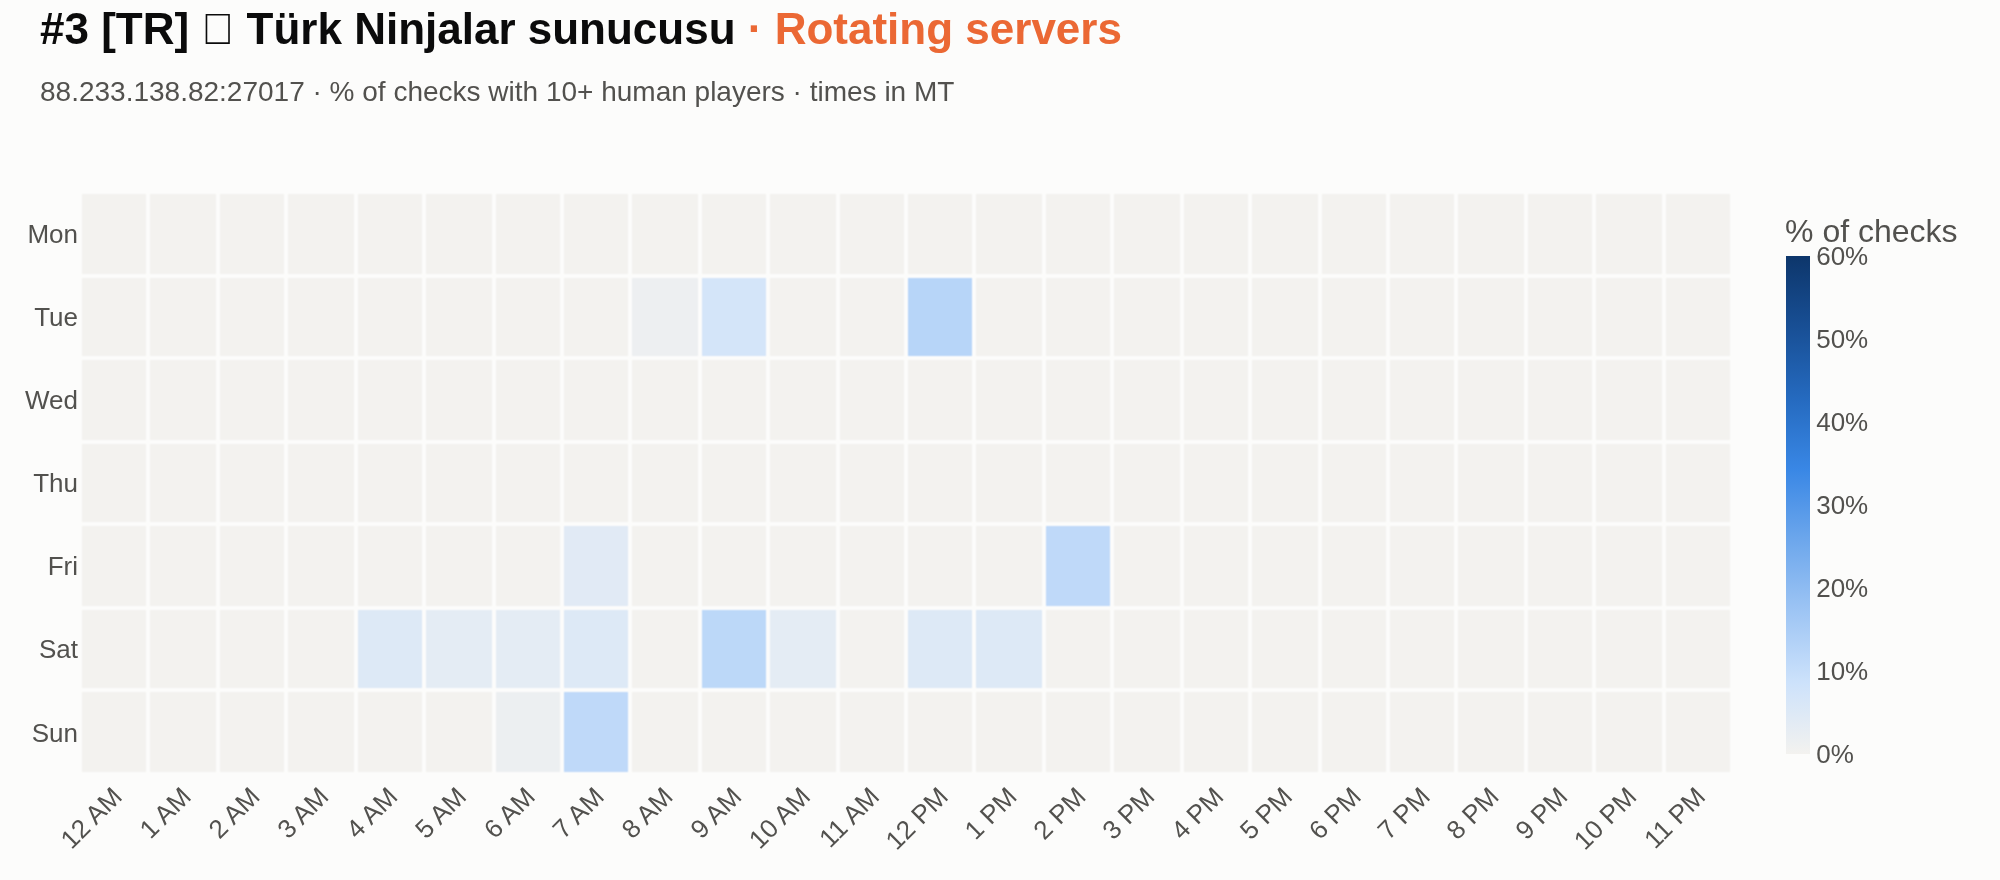 #3 [TR] Türk Ninjalar sunucusu · Rotating servers
88.233.138.82:27017 · % of checks with 10+ human players · times in MT
% of checks
60%
50%
40%
30%
20%
10%
0%
Mon
Tue
Wed
Thu
Fri
Sat
Sun
12 AM
1 AM
2 AM
3 AM
4 AM
5 AM
6 AM
7 AM
8 AM
9 AM
10 AM
11 AM
12 PM
1 PM
2 PM
3 PM
4 PM
5 PM
6 PM
7 PM
8 PM
9 PM
10 PM
11 PM